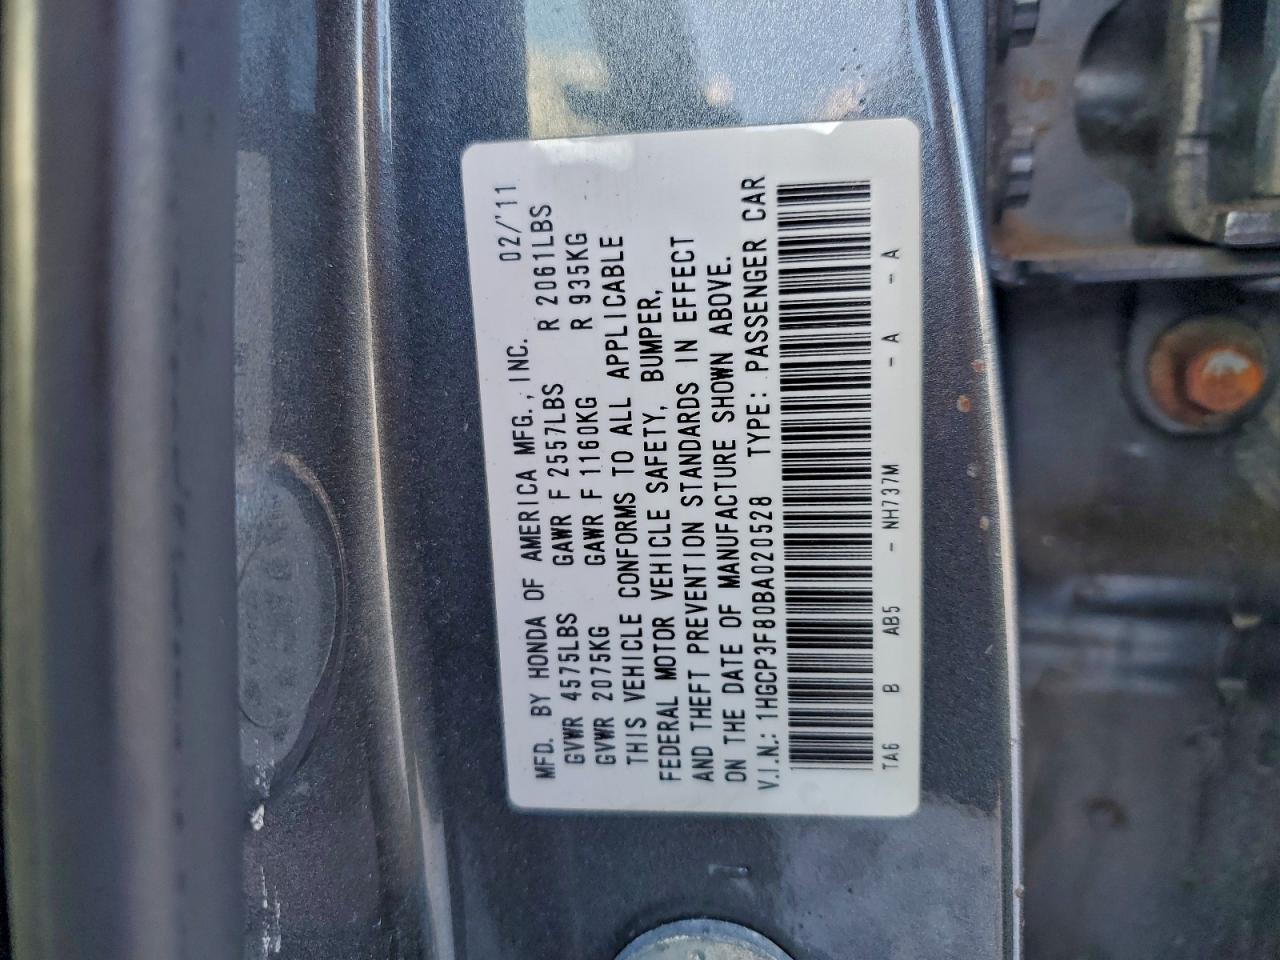 MFD. BY HONDA OF AMERICA MFG., INC. 02/'11
GVWR 4575LBS GAWR F 2557LBS R 2061LBS
GVWR 2075KG GAWR F 1160KG R 935KG
THIS VEHICLE CONFORMS TO ALL APPLICABLE
FEDERAL MOTOR VEHICLE SAFETY, BUMPER,
AND THEFT PREVENTION STANDARDS IN EFFECT
ON THE DATE OF MANUFACTURE SHOWN ABOVE.
V.I.N.: 1HGCP3F80BA020528 TYPE: PASSENGER CAR
TA6 B AB5 - NH737M - A - A